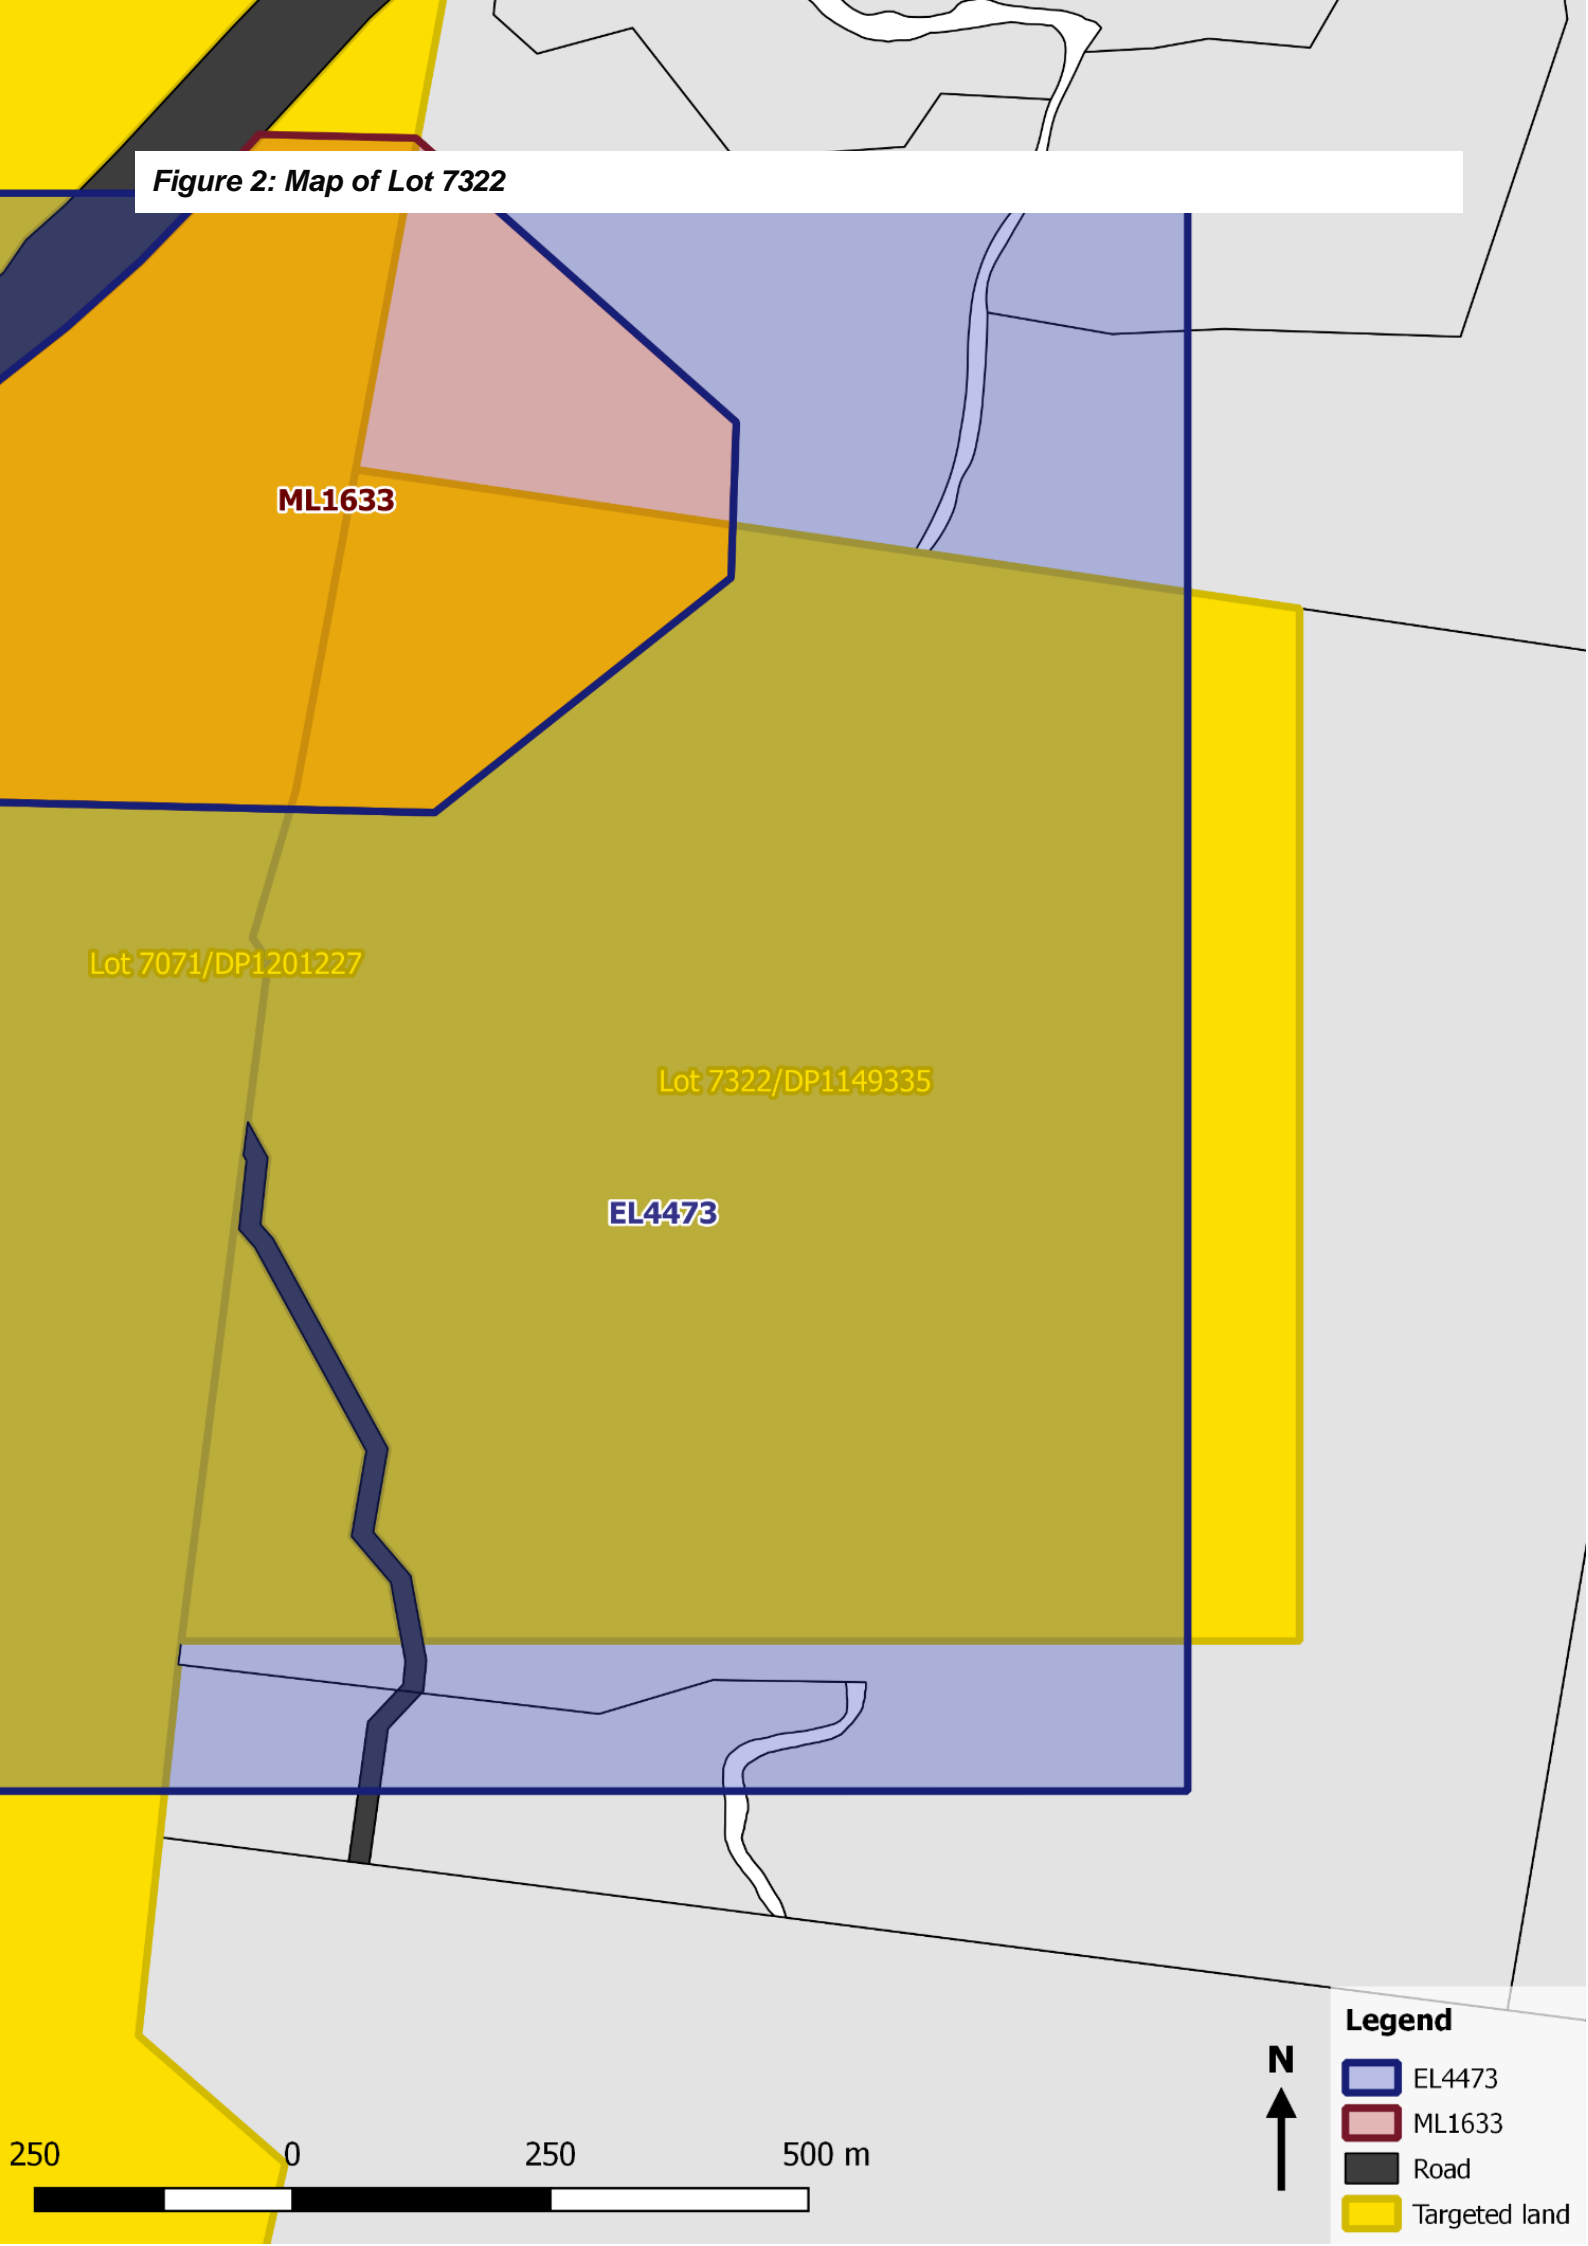 Figure 2: Map of Lot 7322
ML1633
Lot 7071/DP1201227
Lot 7322/DP1149335
EL4473
Legend
N
EL4473
ML1633
Road
Targeted land
250 0 250 500 m